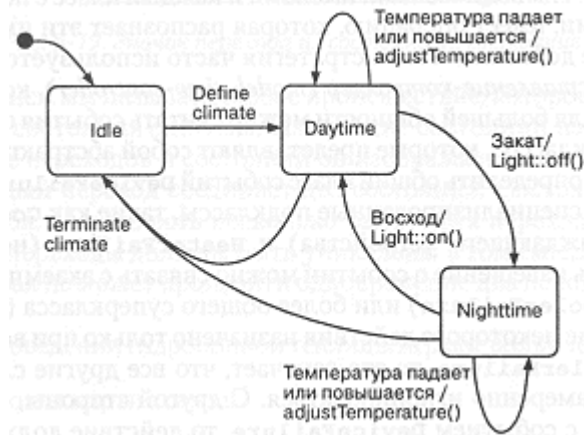 Температура падает
или повышается /
adjustTemperature()
Define
climate
Idle
Daytime
Закат/
Light::off()
Terminate
climate
Восход/
Light::on()
Nighttime
Температура падает
или повышается /
adjustTemperature()